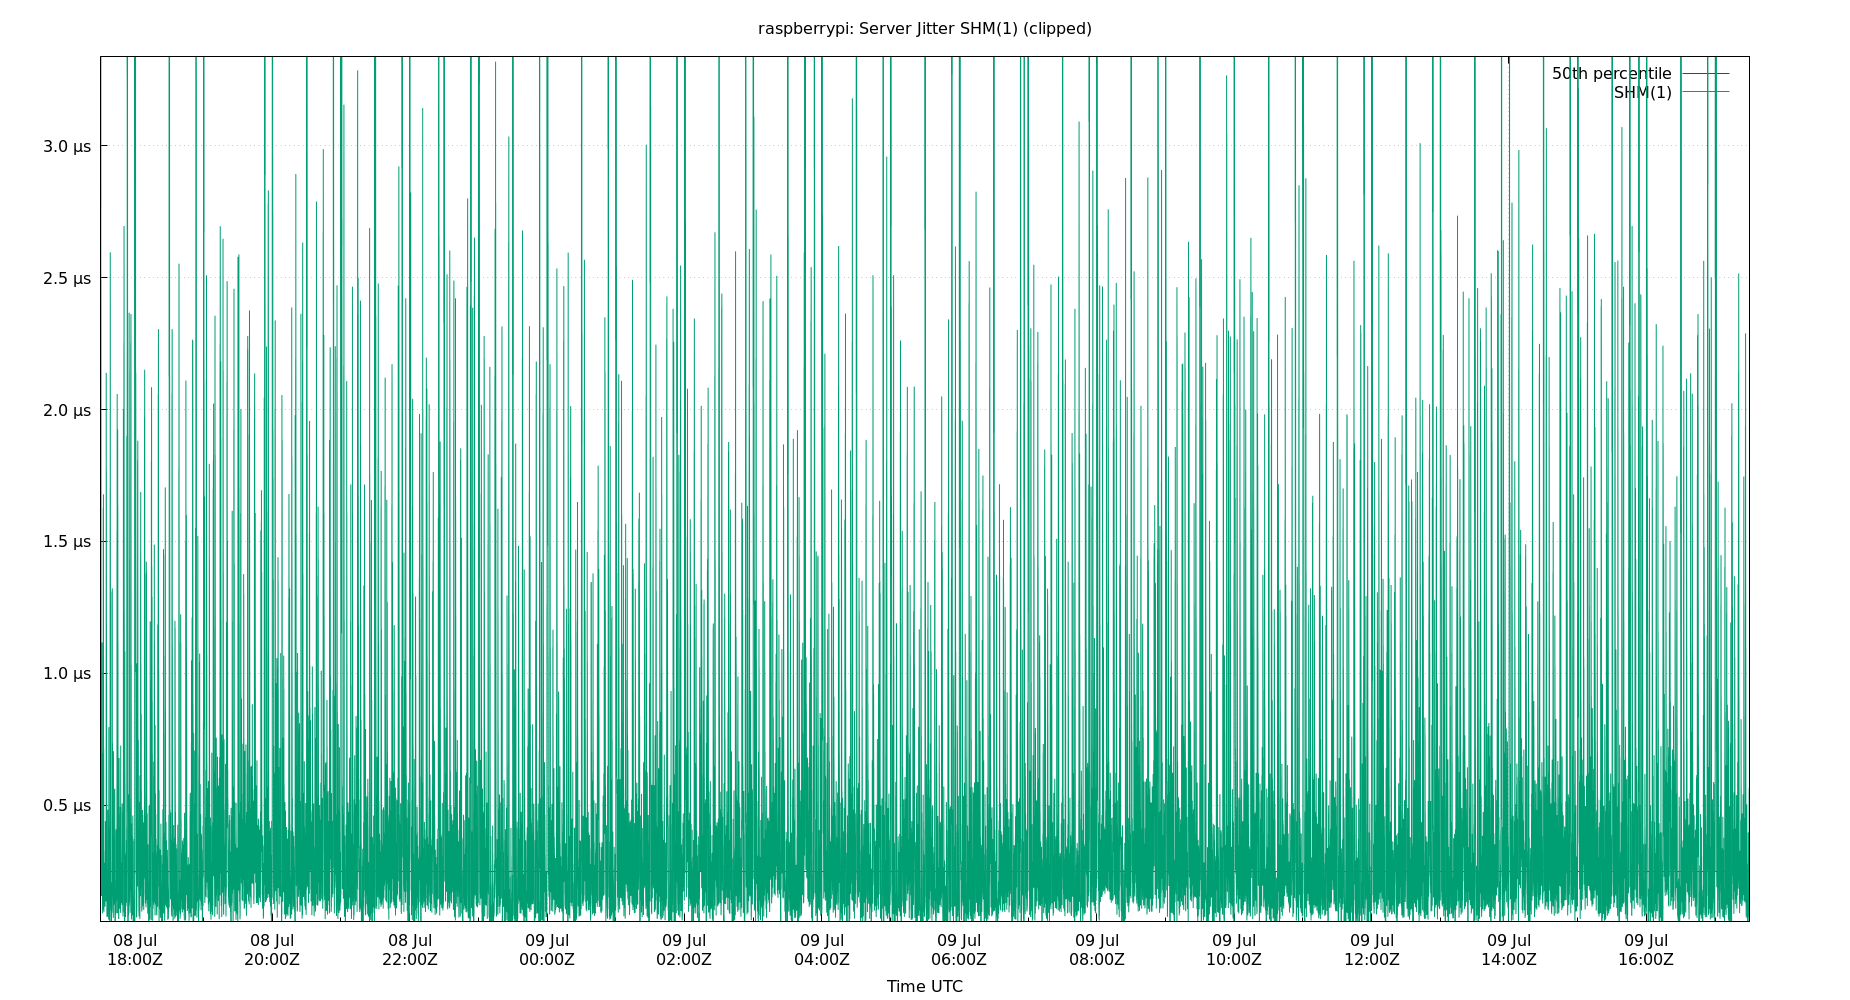 raspberrypi: Server Jitter SHM(1) (clipped)
50th percentile
SHM(1)
3.0 µs
2.5 µs
2.0 µs
1.5 µs
1.0 µs
0.5 µs
08 Jul 08 Jul 08 Jul 09 Jul 09 Jul 09 Jul 09 Jul 09 Jul 09 Jul 09 Jul 09 Jul 09 Jul
18:00Z 20:00Z 22:00Z 00:00Z 02:00Z 04:00Z 06:00Z 08:00Z 10:00Z 12:00Z 14:00Z 16:00Z
Time UTC